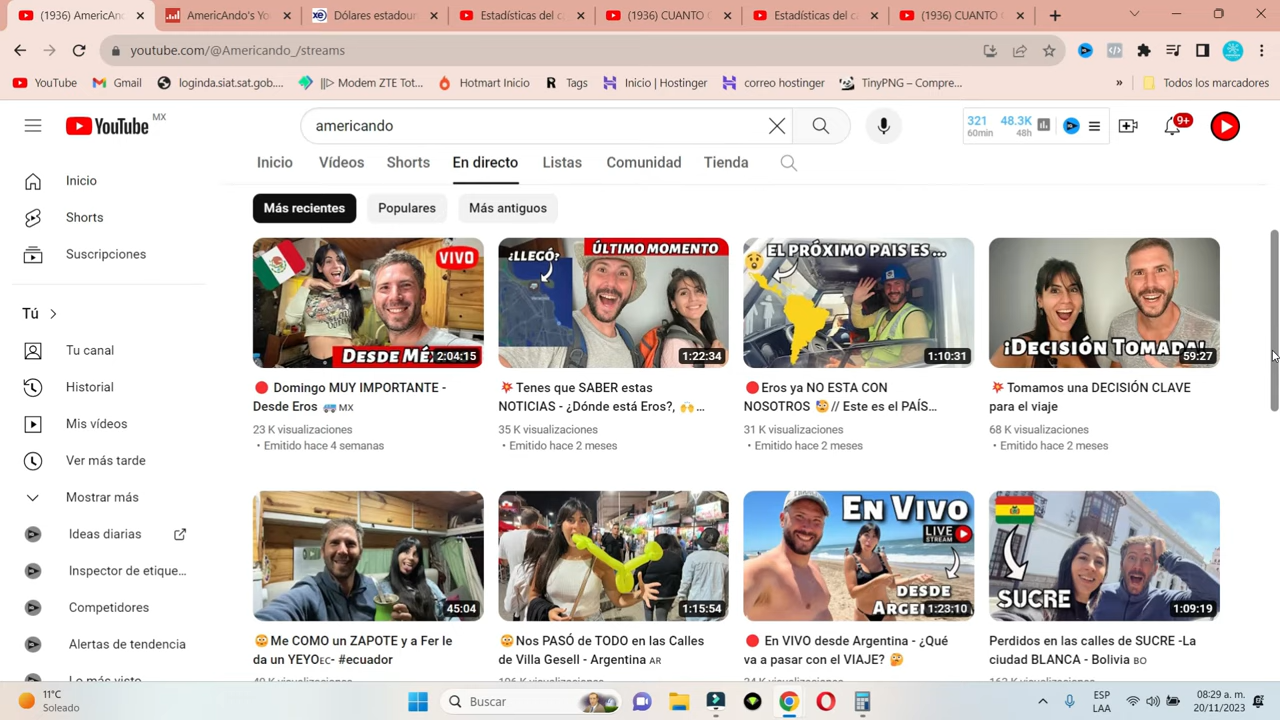 (1936) AmericAnd
AmericAndo's Yo
Dólares estadoun
Estadísticas del c
(1936) CUANTO
Estadísticas del c
(1936) CUANTO
youtube.com/@Americando_/streams
YouTube
Gmail
loginda.siat.sat.gob....
||▷ Modem ZTE Tot...
Hotmart Inicio
R Tags
Inicio | Hostinger
correo hostinger
TinyPNG – Compre...
»
Todos los marcadores
YouTube MX
americando
321
60min
48.3K
48h
9+
Inicio
Vídeos
Shorts
En directo
Listas
Comunidad
Tienda
Más recientes
Populares
Más antiguos
Inicio
Shorts
Suscripciones
Tú
Tu canal
Historial
Mis vídeos
Ver más tarde
Mostrar más
Ideas diarias
Inspector de etique...
Competidores
Alertas de tendencia
Lo más visto
VIVO
DESDE MÉ
2:04:15
🔴 Domingo MUY IMPORTANTE -
Desde Eros 🚐 MX
23 K visualizaciones
• Emitido hace 4 semanas
ÚLTIMO MOMENTO
¿LLEGÓ?
1:22:34
💥 Tenes que SABER estas
NOTICIAS - ¿Dónde está Eros?, 🙌 ...
35 K visualizaciones
• Emitido hace 2 meses
EL PRÓXIMO PAIS ES ...
1:10:31
🔴Eros ya NO ESTA CON
NOSOTROS 🤕 // Este es el PAÍS...
31 K visualizaciones
• Emitido hace 2 meses
¡DECISIÓN TOMADA!
59:27
💥 Tomamos una DECISIÓN CLAVE
para el viaje
68 K visualizaciones
• Emitido hace 2 meses
45:04
😳Me COMO un ZAPOTE y a Fer le
da un YEYO EC - #ecuador
1:15:54
😳Nos PASÓ de TODO en las Calles
de Villa Gesell - Argentina AR
106 K visualizaciones
EN VIVO
LIVE
STREAM
DESDE
ARGEN
1:23:10
🔴 En VIVO desde Argentina - ¿Qué
va a pasar con el VIAJE? 🤔
SUCRE
1:09:19
Perdidos en las calles de SUCRE -La
ciudad BLANCA - Bolivia BO
11°C
Soleado
Buscar
ESP
LAA
08:29 a. m.
20/11/2023